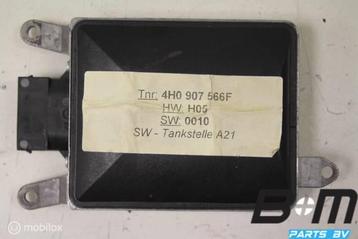 Tnr: 4H0 907 566F
HW: H05
SW: 0010
SW - Tankstelle A21
mobilox
BOM
PARTS BV